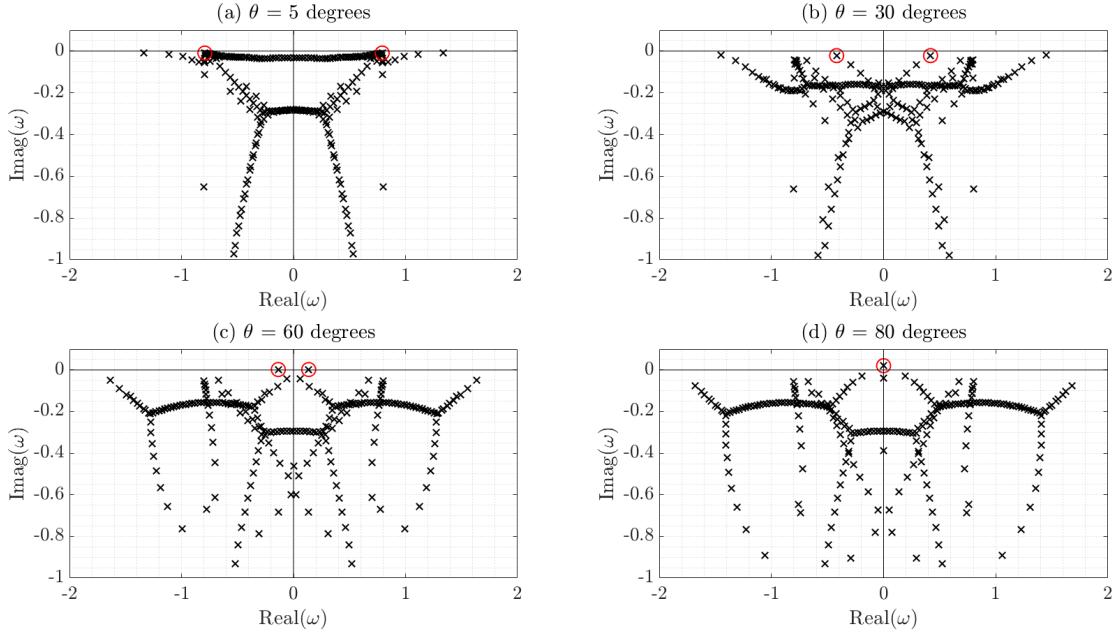 (a) θ = 5 degrees
0
-0.2
-0.4
-0.6
-0.8
-1
Imag(ω)
-2 -1 0 1 2
Real(ω)
(b) θ = 30 degrees
0
-0.2
-0.4
-0.6
-0.8
-1
Imag(ω)
-2 -1 0 1 2
Real(ω)
(c) θ = 60 degrees
0
-0.2
-0.4
-0.6
-0.8
-1
Imag(ω)
-2 -1 0 1 2
Real(ω)
(d) θ = 80 degrees
0
-0.2
-0.4
-0.6
-0.8
-1
Imag(ω)
-2 -1 0 1 2
Real(ω)